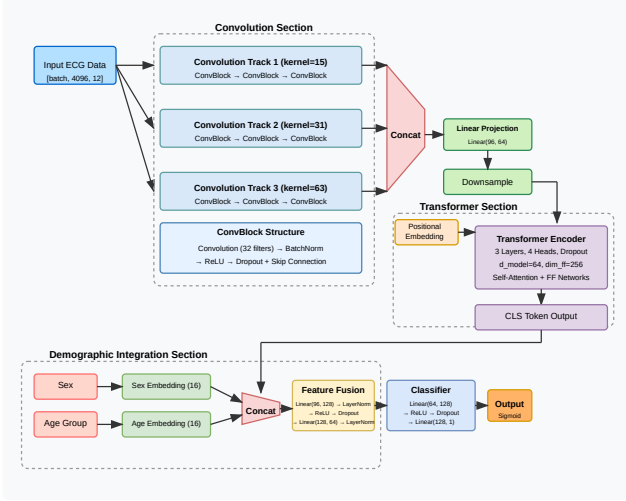 Convolution Section
Input ECG Data
[batch, 4096, 12]
Convolution Track 1 (kernel=15)
ConvBlock → ConvBlock → ConvBlock
Convolution Track 2 (kernel=31)
ConvBlock → ConvBlock → ConvBlock
Convolution Track 3 (kernel=63)
ConvBlock → ConvBlock → ConvBlock
ConvBlock Structure
Convolution (32 filters) → BatchNorm
→ ReLU → Dropout + Skip Connection
Concat
Linear Projection
Linear(96, 64)
Downsample
Transformer Section
Positional
Embedding
Transformer Encoder
3 Layers, 4 Heads, Dropout
d_model=64, dim_ff=256
Self-Attention + FF Networks
CLS Token Output
Demographic Integration Section
Sex
Sex Embedding (16)
Age Group
Age Embedding (16)
Concat
Feature Fusion
Linear(96, 128) → LayerNorm
→ ReLU → Dropout
→ Linear(128, 64) → LayerNorm
Classifier
Linear(64, 128)
→ ReLU → Dropout
→ Linear(128, 1)
Output
Sigmoid